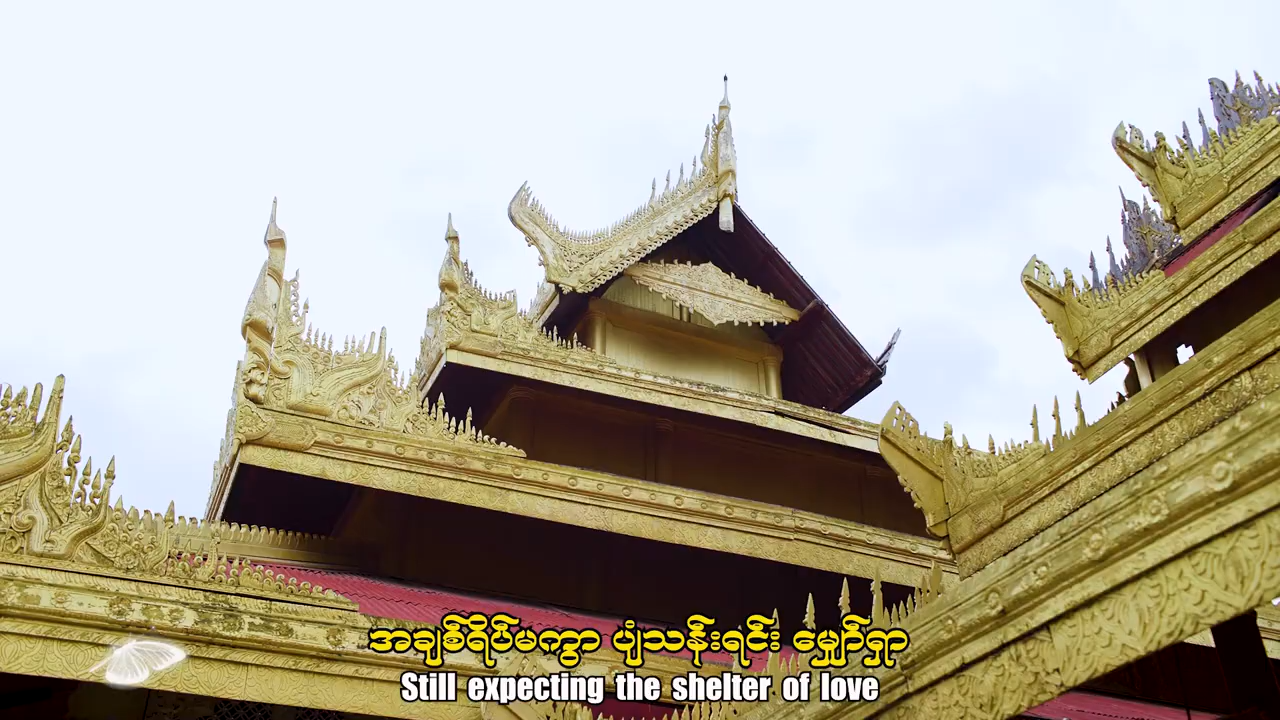 အချစ်ရိပ်မက္വာ ပျံသန်းရင်း မျှော်ရှာ
Still expecting the shelter of love